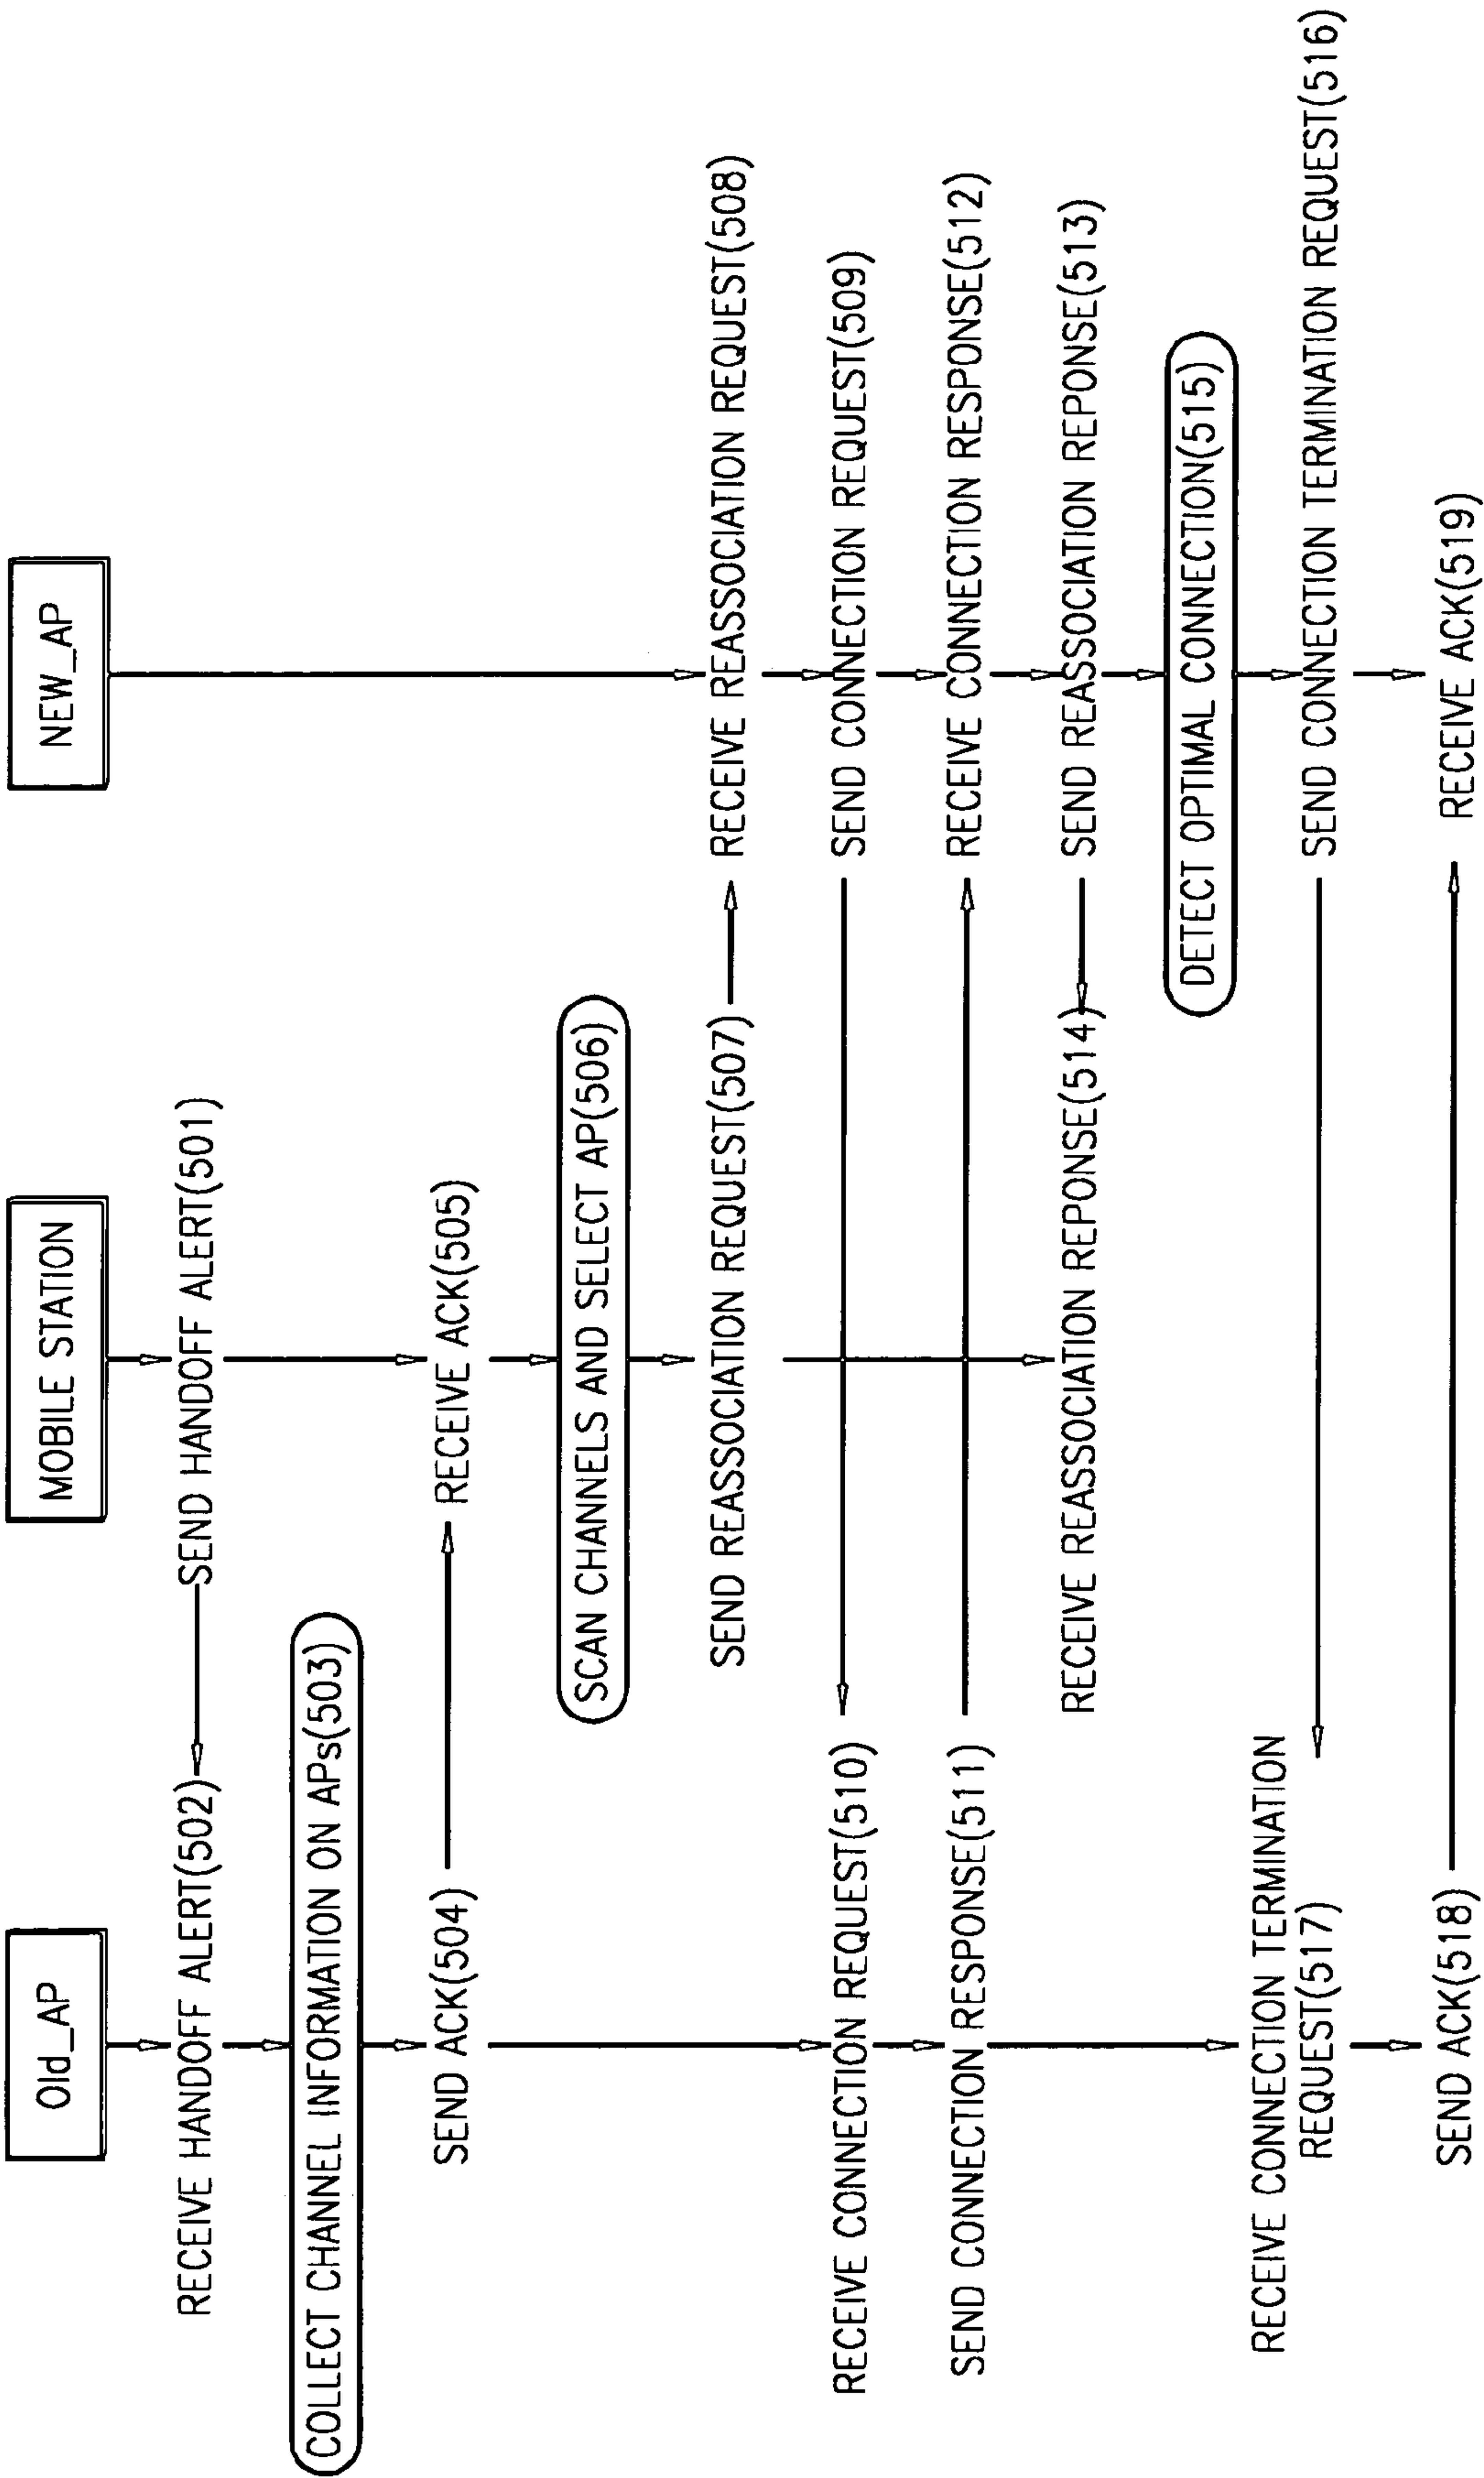 Old_AP
MOBILE STATION
NEW_AP
RECEIVE HANDOFF ALERT(502)
SEND HANDOFF ALERT(501)
COLLECT CHANNEL INFORMATION ON APs(503)
SEND ACK(504)
RECEIVE ACK(505)
SCAN CHANNELS AND SELECT AP(506)
SEND REASSOCIATION REQUEST(507)
RECEIVE REASSOCIATION REQUEST(508)
RECEIVE CONNECTION REQUEST(510)
SEND CONNECTION REQUEST(509)
SEND CONNECTION RESPONSE(511)
RECEIVE CONNECTION RESPONSE(512)
RECEIVE REASSOCIATION REPONSE(514)
SEND REASSOCIATION REPONSE(513)
DETECT OPTIMAL CONNECTION(515)
RECEIVE CONNECTION TERMINATION
REQUEST(517)
SEND CONNECTION TERMINATION REQUEST(516)
SEND ACK(518)
RECEIVE ACK(519)